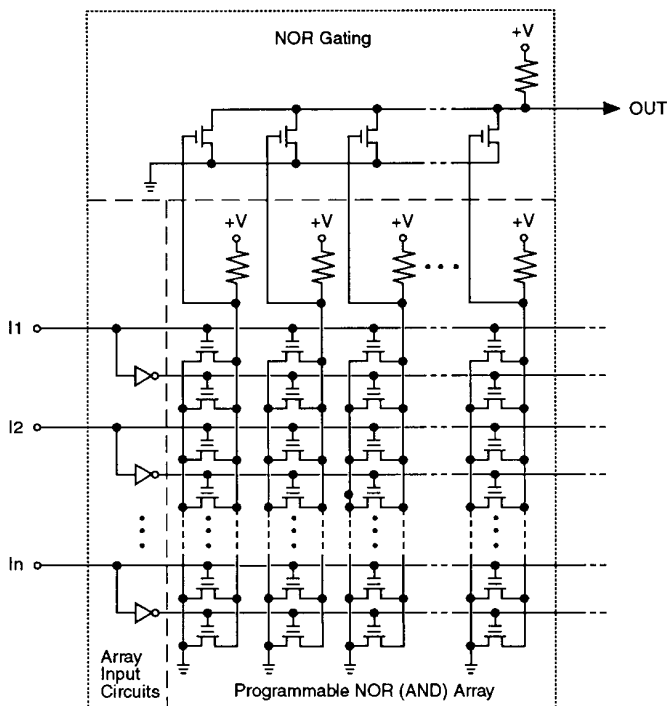 NOR Gating
+V
OUT
+V
+V
+V
+V
I1
I2
In
Array
Input
Circuits
Programmable NOR (AND) Array